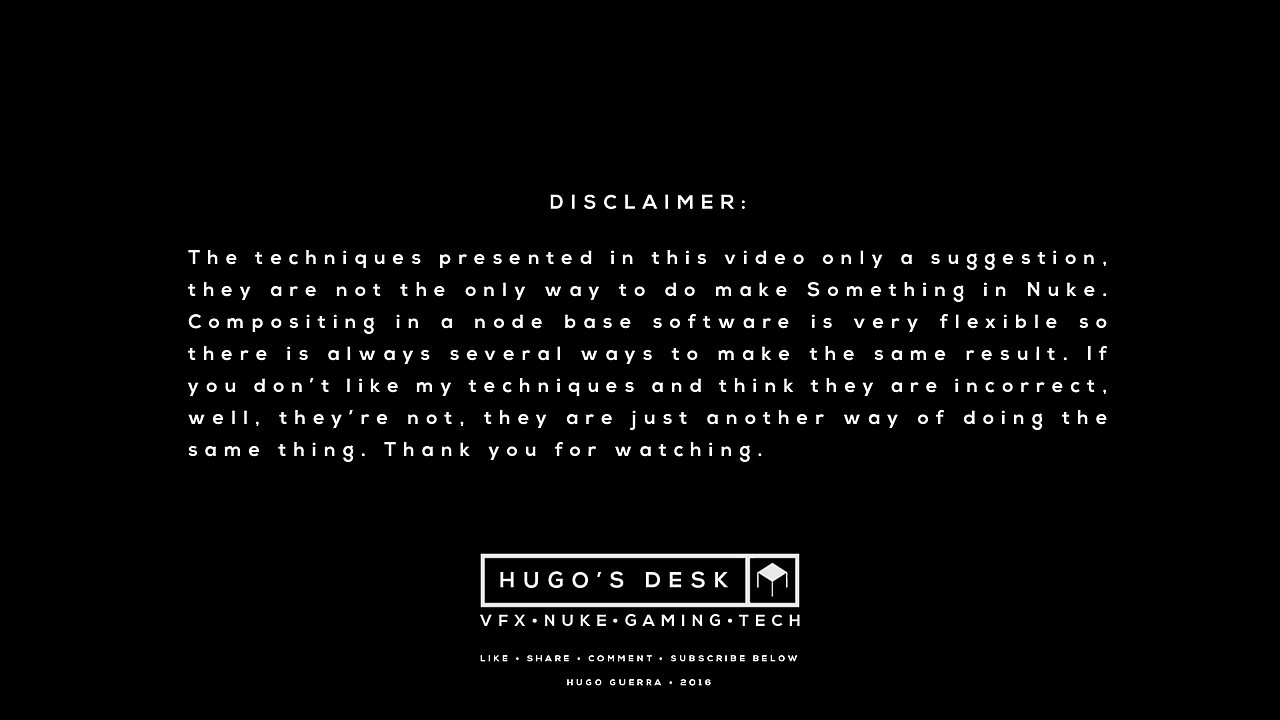 DISCLAIMER:
The techniques presented in this video only a suggestion,
they are not the only way to do make Something in Nuke.
Compositing in a node base software is very flexible so
there is always several ways to make the same result. If
you don’t like my techniques and think they are incorrect,
well, they’re not, they are just another way of doing the
same thing. Thank you for watching.
HUGO’S DESK
VFX•NUKE•GAMING•TECH
LIKE • SHARE • COMMENT • SUBSCRIBE BELOW
HUGO GUERRA • 2016